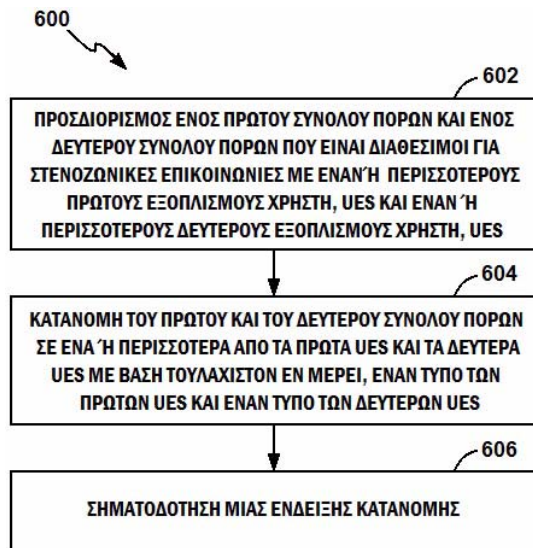 600
602
ΠΡΟΣΔΙΟΡΙΣΜΟΣ ΕΝΟΣ ΠΡΩΤΟΥ ΣΥΝΟΛΟΥ ΠΟΡΩΝ ΚΑΙ ΕΝΟΣ
ΔΕΥΤΕΡΟΥ ΣΥΝΟΛΟΥ ΠΟΡΩΝ ΠΟΥ ΕΙΝΑΙ ΔΙΑΘΕΣΙΜΟΙ ΓΙΑ
ΣΤΕΝΟΖΩΝΙΚΕΣ ΕΠΙΚΟΙΝΩΝΙΕΣ ΜΕ ΕΝΑΝ Ή ΠΕΡΙΣΣΟΤΕΡΟΥΣ
ΠΡΩΤΟΥΣ ΕΞΟΠΛΙΣΜΟΥΣ ΧΡΗΣΤΗ, UES ΚΑΙ ΕΝΑΝ Ή
ΠΕΡΙΣΣΟΤΕΡΟΥΣ ΔΕΥΤΕΡΟΥΣ ΕΞΟΠΛΙΣΜΟΥΣ ΧΡΗΣΤΗ, UES
604
ΚΑΤΑΝΟΜΗ ΤΟΥ ΠΡΩΤΟΥ ΚΑΙ ΤΟΥ ΔΕΥΤΕΡΟΥ ΣΥΝΟΛΟΥ ΠΟΡΩΝ
ΣΕ ΕΝΑ Ή ΠΕΡΙΣΣΟΤΕΡΑ ΑΠΟ ΤΑ ΠΡΩΤΑ UES ΚΑΙ ΤΑ ΔΕΥΤΕΡΑ
UES ΜΕ ΒΑΣΗ ΤΟΥΛΑΧΙΣΤΟΝ ΕΝ ΜΕΡΕΙ, ΕΝΑΝ ΤΥΠΟ ΤΩΝ
ΠΡΩΤΩΝ UES ΚΑΙ ΕΝΑΝ ΤΥΠΟ ΤΩΝ ΔΕΥΤΕΡΩΝ UES
606
ΣΗΜΑΤΟΔΟΤΗΣΗ ΜΙΑΣ ΕΝΔΕΙΞΗΣ ΚΑΤΑΝΟΜΗΣ